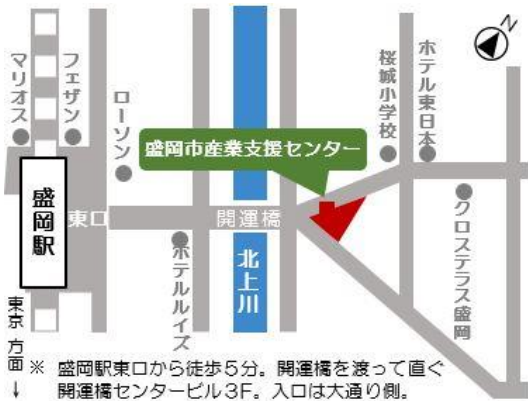 N
マリオス
フェザン
ローソン
桜城小学校
ホテル東日本
盛岡市産業支援センター
盛岡駅
東口
開運橋
ホテルルイズ
北上川
クロステラス盛岡
東京方面↓
※ 盛岡駅東口から徒歩5分。開運橋を渡って直ぐ
開運橋センタービル3F。入口は大通り側。